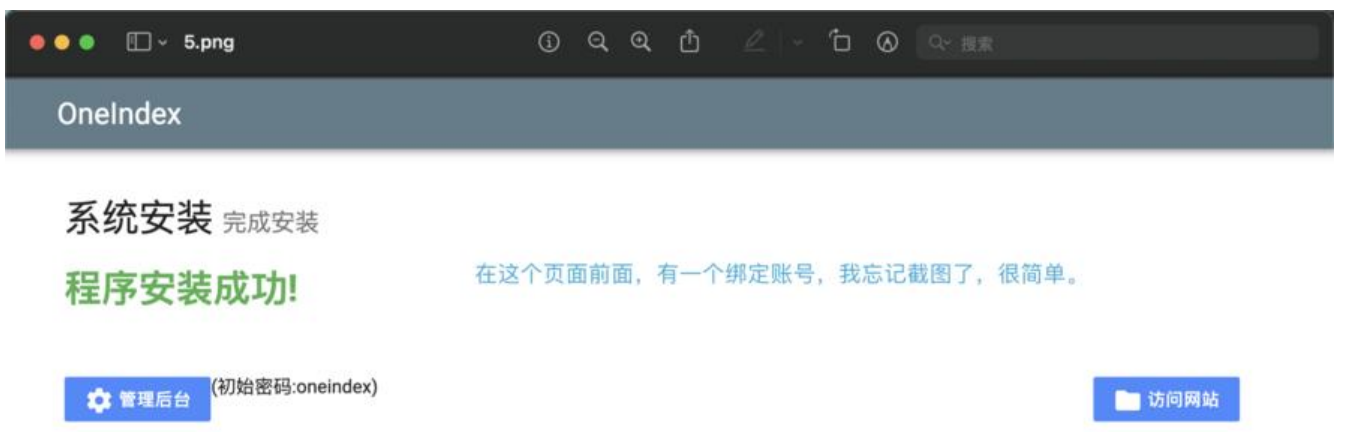 5.png
搜索
OneIndex
系统安装 完成安装
程序安装成功!
在这个页面前面，有一个绑定账号，我忘记截图了，很简单。
管理后台 (初始密码:oneindex)
访问网站